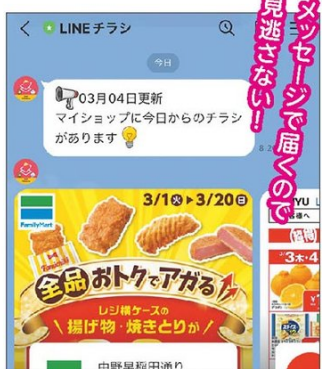 メッセージで届くので
見逃さない！
LINEチラシ
今日
03月04日更新
マイショップに今日からのチラシ
があります
3/1火▶3/20日
FamilyMart
全品おトクでアガる
レジ横ケースの
揚げ物・焼きとりが
中野早稲田通り